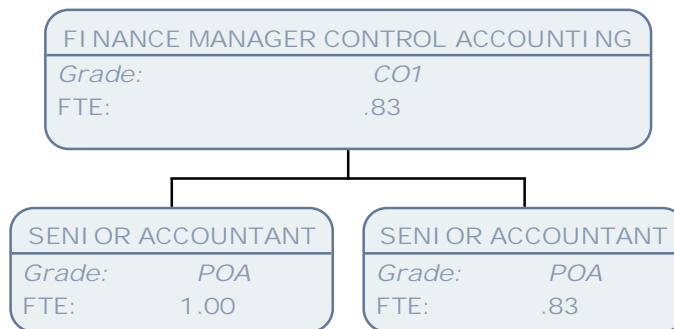 FINANCE MANAGER CONTROL ACCOUNTING
Grade: CO1
FTE: .83
SENIOR ACCOUNTANT
Grade: POA
FTE: 1.00
SENIOR ACCOUNTANT
Grade: POA
FTE: .83